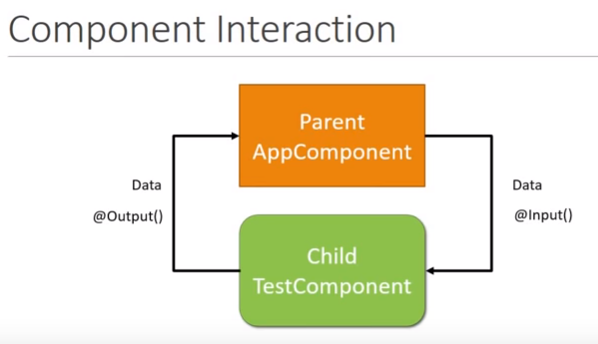 Component Interaction
Parent
AppComponent
Data
@Output()
Data
@Input()
Child
TestComponent